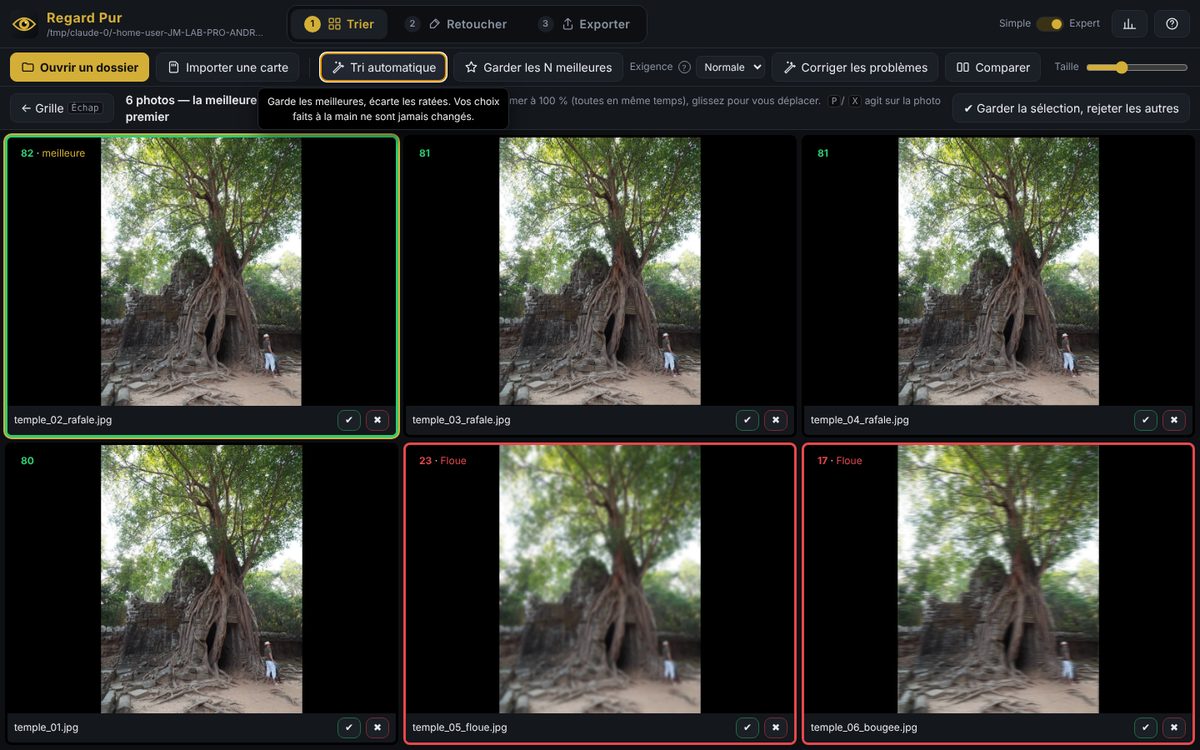 Regard Pur
/tmp/claude-0/-home-user-JM-LAB-PRO-ANDR...
1 Trier
2 Retoucher
3 Exporter
Simple
Expert
Ouvrir un dossier
Importer une carte
Tri automatique
Garder les N meilleures
Exigence ?
Normale
Corriger les problèmes
Comparer
Taille
← Grille Échap
6 photos — la meilleure
premier
Garde les meilleures, écarte les ratées. Vos choix
faits à la main ne sont jamais changés.
mer à 100 % (toutes en même temps), glissez pour vous déplacer. P / X agit sur la photo
✔ Garder la sélection, rejeter les autres
82 · meilleure
81
81
temple_02_rafale.jpg
temple_03_rafale.jpg
temple_04_rafale.jpg
80
23 · Floue
17 · Floue
temple_01.jpg
temple_05_floue.jpg
temple_06_bougee.jpg